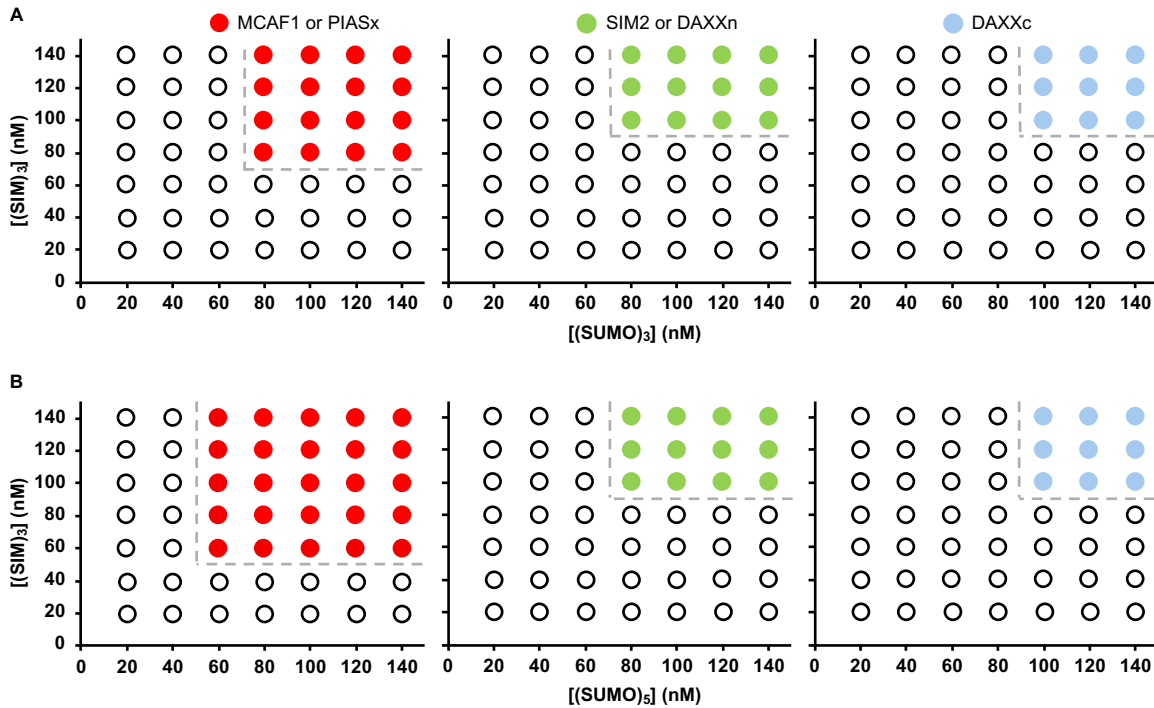 A
MCAF1 or PIASx
SIM2 or DAXXn
DAXXc
[(SIM)3] (nM)
140
120
100
80
60
40
20
0
0 20 40 60 80 100 120 140
0 20 40 60 80 100 120 140
0 20 40 60 80 100 120 140
[(SUMO)3] (nM)
B
[(SIM)3] (nM)
140
120
100
80
60
40
20
0
0 20 40 60 80 100 120 140
0 20 40 60 80 100 120 140
0 20 40 60 80 100 120 140
[(SUMO)5] (nM)